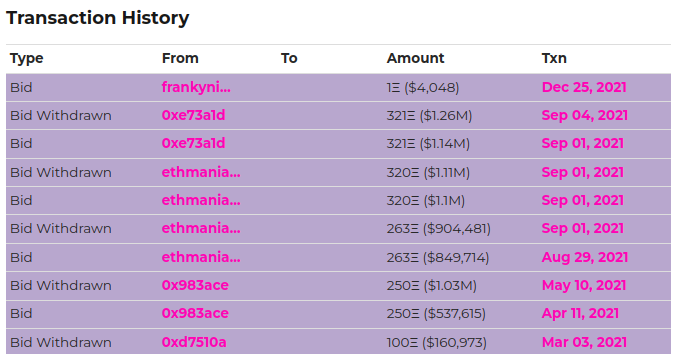 Transaction History
Type From To Amount Txn
Bid frankyni... 1Ξ ($4,048) Dec 25, 2021
Bid Withdrawn 0xe73a1d 321Ξ ($1.26M) Sep 04, 2021
Bid 0xe73a1d 321Ξ ($1.14M) Sep 01, 2021
Bid Withdrawn ethmania... 320Ξ ($1.11M) Sep 01, 2021
Bid ethmania... 320Ξ ($1.1M) Sep 01, 2021
Bid Withdrawn ethmania... 263Ξ ($904,481) Sep 01, 2021
Bid ethmania... 263Ξ ($849,714) Aug 29, 2021
Bid Withdrawn 0x983ace 250Ξ ($1.03M) May 10, 2021
Bid 0x983ace 250Ξ ($537,615) Apr 11, 2021
Bid Withdrawn 0xd7510a 100Ξ ($160,973) Mar 03, 2021